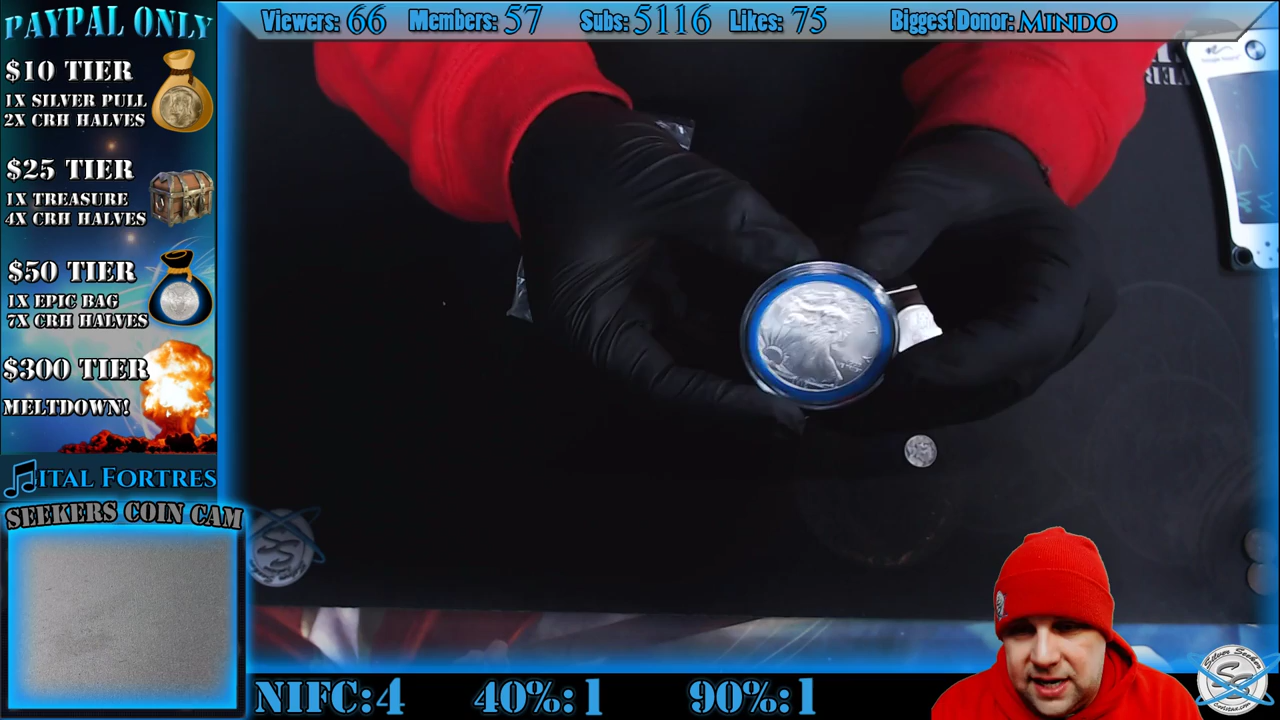 Viewers: 66 Members: 57 Subs: 5116 Likes: 75 Biggest Donor: Mindo
PAYPAL ONLY
$10 TIER
1X SILVER PULL
2X CRH HALVES
$25 TIER
1X TREASURE
4X CRH HALVES
$50 TIER
1X EPIC BAG
7X CRH HALVES
$300 TIER
MELTDOWN!
ITAL FORTRES
SEEKERS COIN CAM
NIFC:4 40%:1 90%:1
Silver Seeker